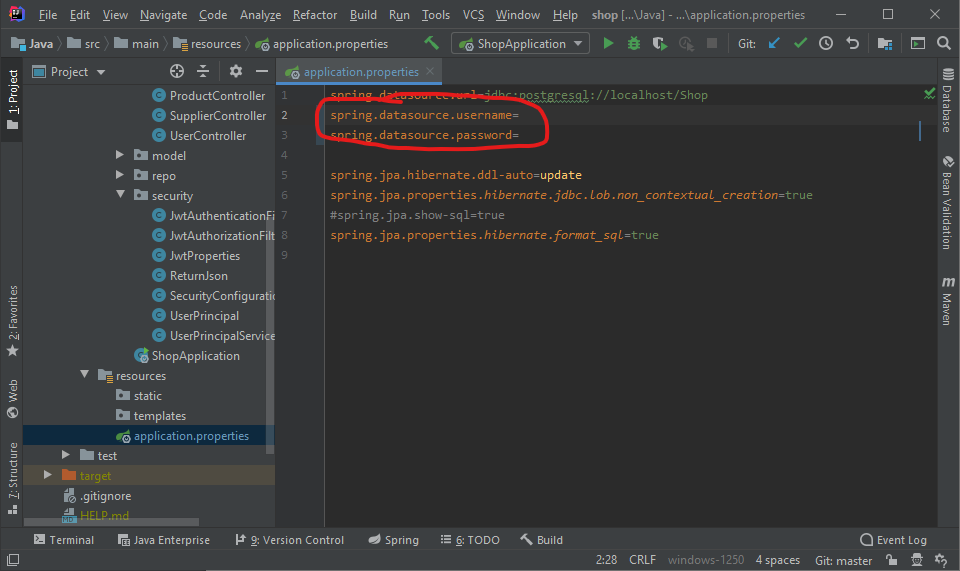 File Edit View Navigate Code Analyze Refactor Build Run Tools VCS Window Help shop [...\Java] - ...\application.properties
Java src main resources application.properties ShopApplication Git:
Project application.properties
1: Project
2: Favorites
Web
7: Structure
ProductController
SupplierController
UserController
model
repo
security
JwtAuthenticationFi
JwtAuthorizationFilt
JwtProperties
ReturnJson
SecurityConfiguratio
UserPrincipal
UserPrincipalService
ShopApplication
resources
static
templates
application.properties
test
target
.gitignore
HELP.md
1 spring.datasource.url=jdbc:postgresql://localhost/Shop
2 spring.datasource.username=
3 spring.datasource.password=
4
5 spring.jpa.hibernate.ddl-auto=update
6 spring.jpa.properties.hibernate.jdbc.lob.non_contextual_creation=true
7 #spring.jpa.show-sql=true
8 spring.jpa.properties.hibernate.format_sql=true
9
Database
Bean Validation
Maven
Terminal Java Enterprise 9: Version Control Spring 6: TODO Build Event Log
2:28 CRLF windows-1250 4 spaces Git: master